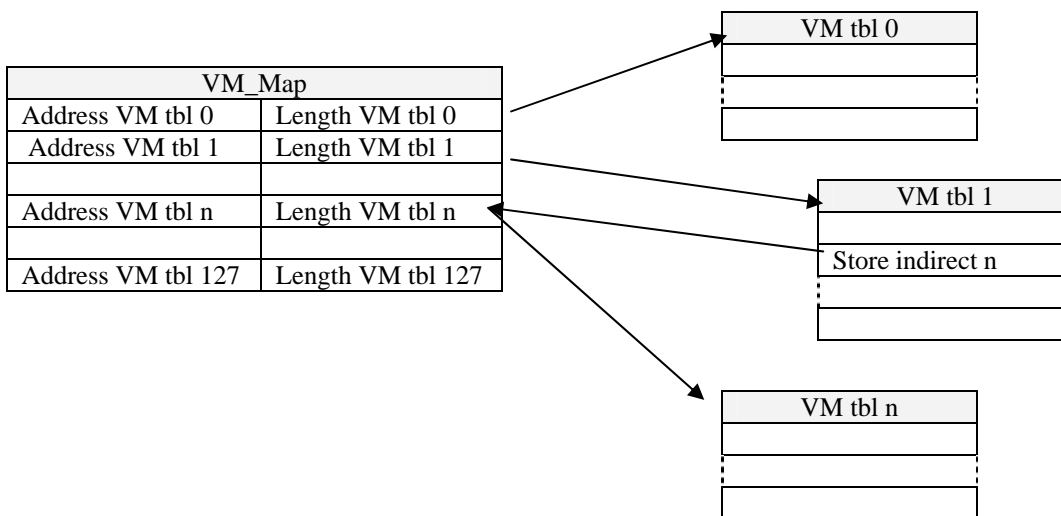 VM tbl 0
VM_Map
Address VM tbl 0 Length VM tbl 0
Address VM tbl 1 Length VM tbl 1
Address VM tbl n Length VM tbl n
Address VM tbl 127 Length VM tbl 127
VM tbl 1
Store indirect n
VM tbl n